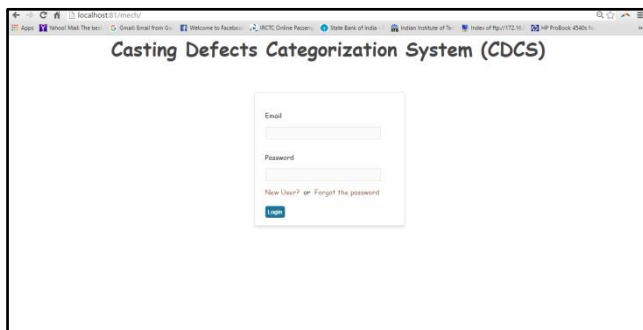 localhost:81/mech/
Apps Yahoo! Mail: The best Gmail: Email from Go Welcome to Facebook IRCTC Online Passeng State Bank of India Indian Institute of Te Index of ftp://172.16. HP ProBook 4540s No
Casting Defects Categorization System (CDCS)
Email
Password
New User? or Forgot the password
Login